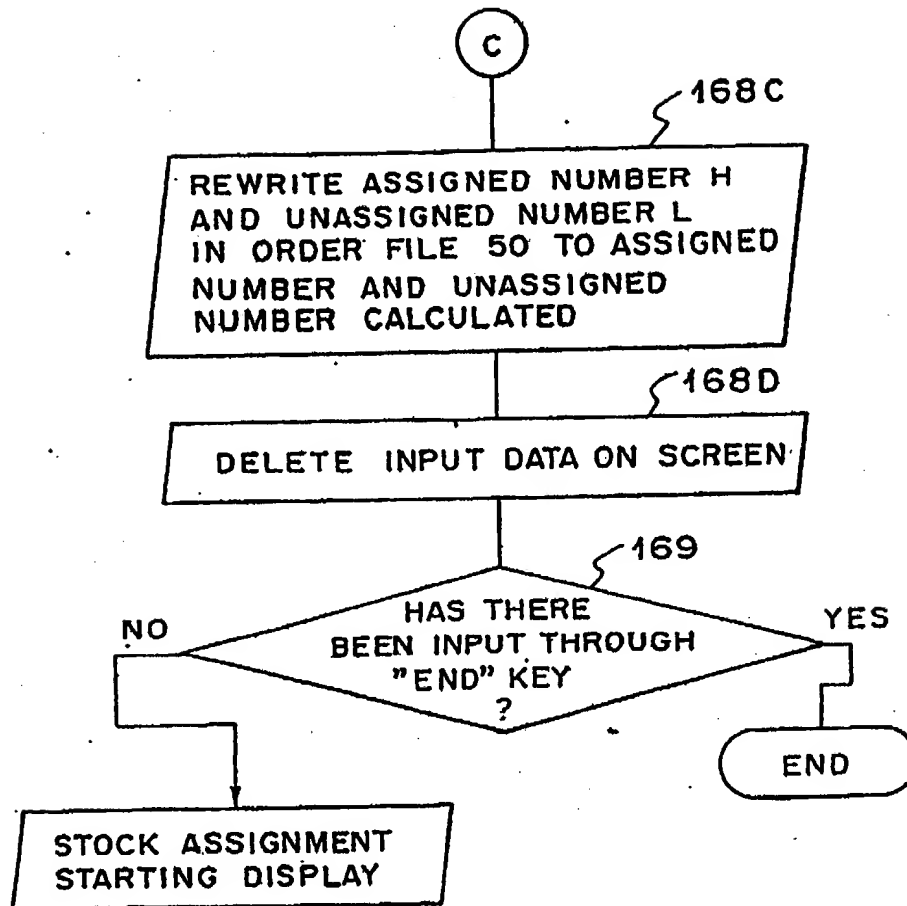 C
168C
REWRITE ASSIGNED NUMBER H
AND UNASSIGNED NUMBER L
IN ORDER FILE 50 TO ASSIGNED
NUMBER AND UNASSIGNED
NUMBER CALCULATED
168D
DELETE INPUT DATA ON SCREEN
169
HAS THERE
BEEN INPUT THROUGH
"END" KEY
?
NO
YES
END
STOCK ASSIGNMENT
STARTING DISPLAY